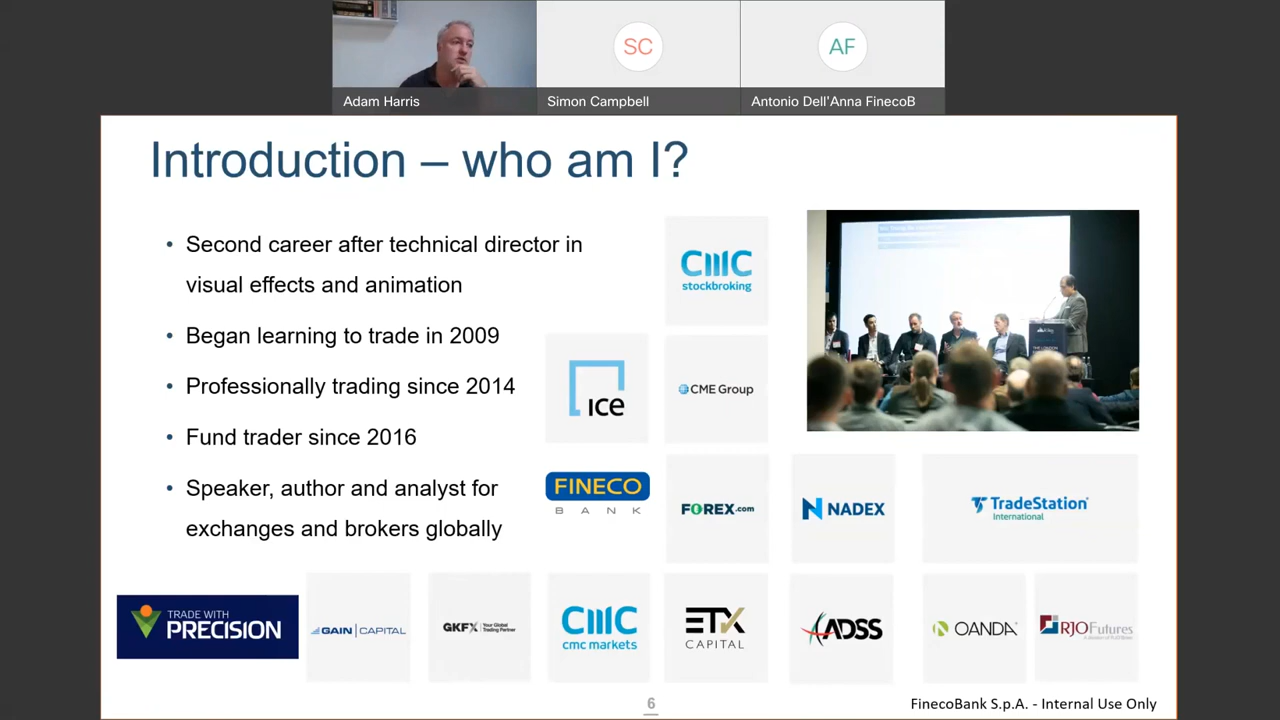 SC
AF
Adam Harris
Simon Campbell
Antonio Dell'Anna FinecoB
Introduction – who am I?
• Second career after technical director in
visual effects and animation
• Began learning to trade in 2009
• Professionally trading since 2014
• Fund trader since 2016
• Speaker, author and analyst for
exchanges and brokers globally
CMC
stockbroking
ice
CME Group
FINECO
BANK
FOREX.com
NADEX
TradeStation
International
TRADE WITH
PRECISION
GAIN | CAPITAL
GKFX
Your Global
Trading Partner
CMC
cmc markets
ETX
CAPITAL
ADSS
OANDA
RJO Futures
6
FinecoBank S.p.A. - Internal Use Only